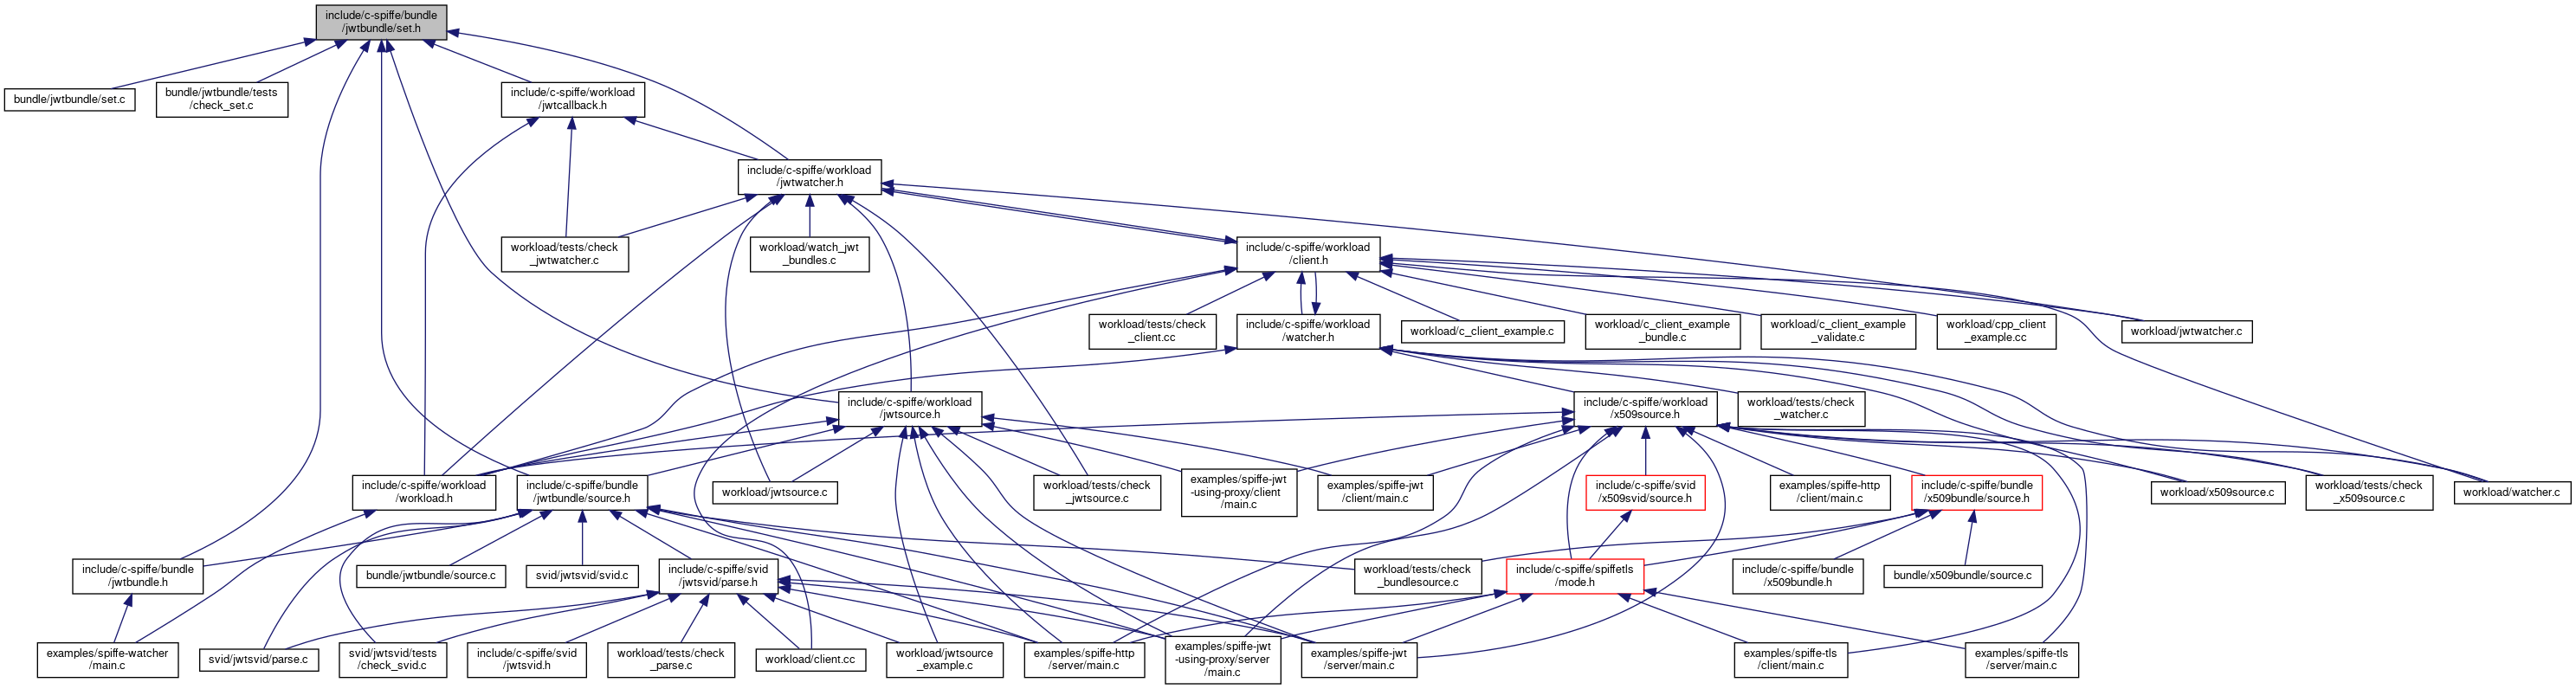 include/c-spiffe/bundle
/jwtbundle/set.h
bundle/jwtbundle/set.c
bundle/jwtbundle/tests
/check_set.c
include/c-spiffe/workload
/jwtcallback.h
include/c-spiffe/workload
/jwtwatcher.h
workload/tests/check
_jwtwatcher.c
workload/watch_jwt
_bundles.c
include/c-spiffe/workload
/client.h
workload/tests/check
_client.cc
include/c-spiffe/workload
/watcher.h
workload/c_client_example.c
workload/c_client_example
_bundle.c
workload/c_client_example
_validate.c
workload/cpp_client
_example.cc
workload/jwtwatcher.c
include/c-spiffe/workload
/jwtsource.h
include/c-spiffe/workload
/x509source.h
workload/tests/check
_watcher.c
include/c-spiffe/workload
/workload.h
include/c-spiffe/bundle
/jwtbundle/source.h
workload/jwtsource.c
workload/tests/check
_jwtsource.c
examples/spiffe-jwt
-using-proxy/client
/main.c
examples/spiffe-jwt
/client/main.c
include/c-spiffe/svid
/x509svid/source.h
examples/spiffe-http
/client/main.c
include/c-spiffe/bundle
/x509bundle/source.h
workload/x509source.c
workload/tests/check
_x509source.c
workload/watcher.c
include/c-spiffe/bundle
/jwtbundle.h
bundle/jwtbundle/source.c
svid/jwtsvid/svid.c
include/c-spiffe/svid
/jwtsvid/parse.h
workload/tests/check
_bundlesource.c
include/c-spiffe/spiffetls
/mode.h
include/c-spiffe/bundle
/x509bundle.h
bundle/x509bundle/source.c
examples/spiffe-watcher
/main.c
svid/jwtsvid/parse.c
svid/jwtsvid/tests
/check_svid.c
include/c-spiffe/svid
/jwtsvid.h
workload/tests/check
_parse.c
workload/client.cc
workload/jwtsource
_example.c
examples/spiffe-http
/server/main.c
examples/spiffe-jwt
-using-proxy/server
/main.c
examples/spiffe-jwt
/server/main.c
examples/spiffe-tls
/client/main.c
examples/spiffe-tls
/server/main.c